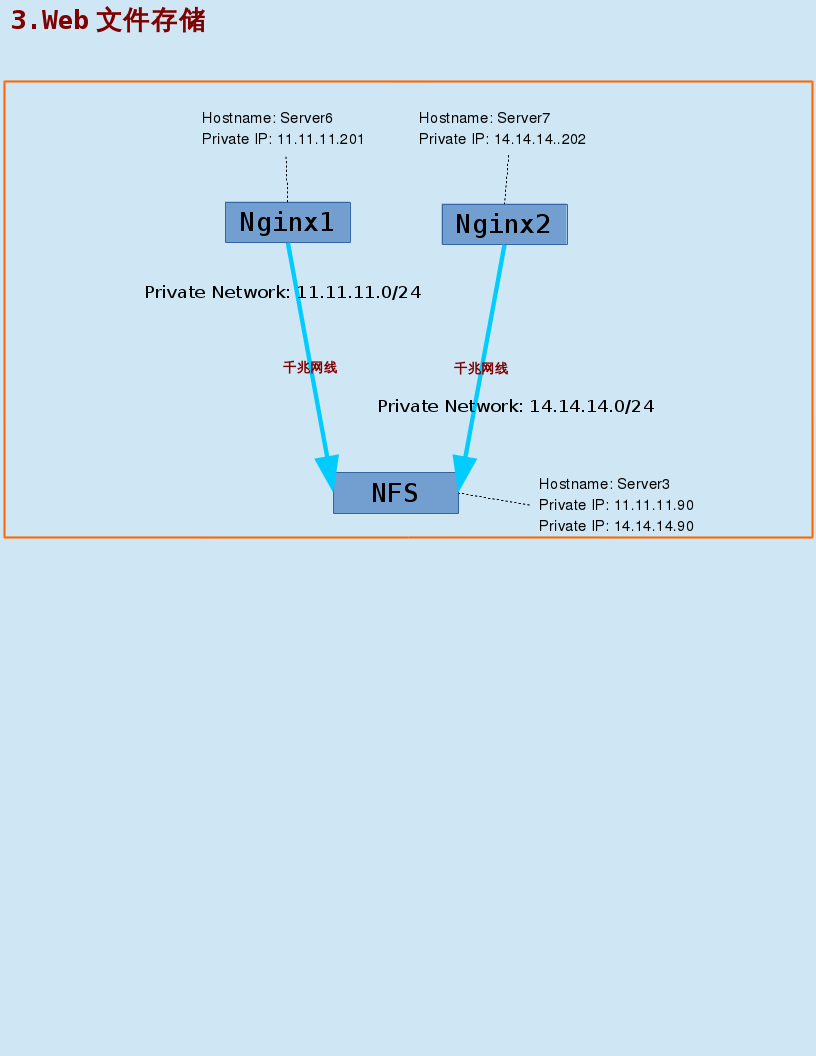 3.Web 文件存储
Hostname: Server6
Private IP: 11.11.11.201
Hostname: Server7
Private IP: 14.14.14..202
Nginx1
Nginx2
Private Network: 11.11.11.0/24
千兆网线
千兆网线
Private Network: 14.14.14.0/24
NFS
Hostname: Server3
Private IP: 11.11.11.90
Private IP: 14.14.14.90